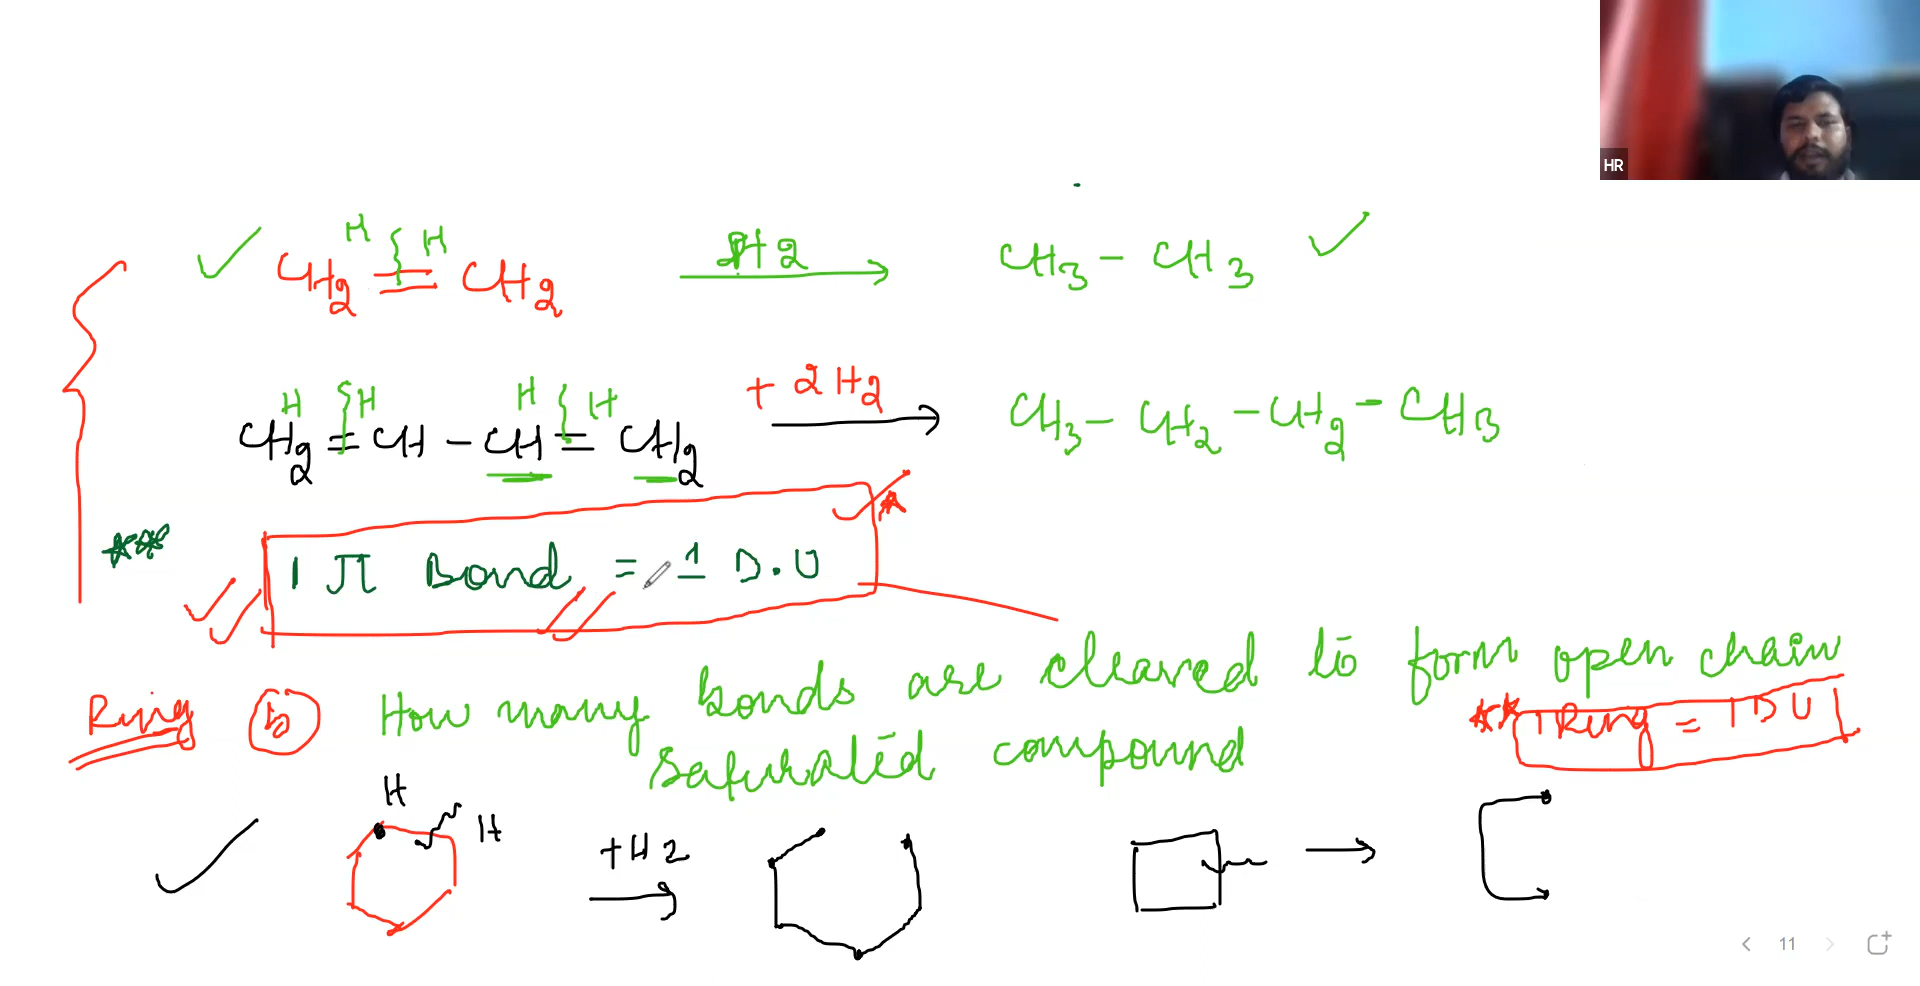 HR
H H
CH2 = CH2 H2 CH3 - CH3
H H H H
CH2 = CH - CH = CH2 + 2H2 CH3 - CH2 - CH2 - CH3
1 π Bond = 1 D.U
Ring b How many bonds are cleaved to form open chain
saturated compound
1 Ring = 1 DU
H
H
+H2
11